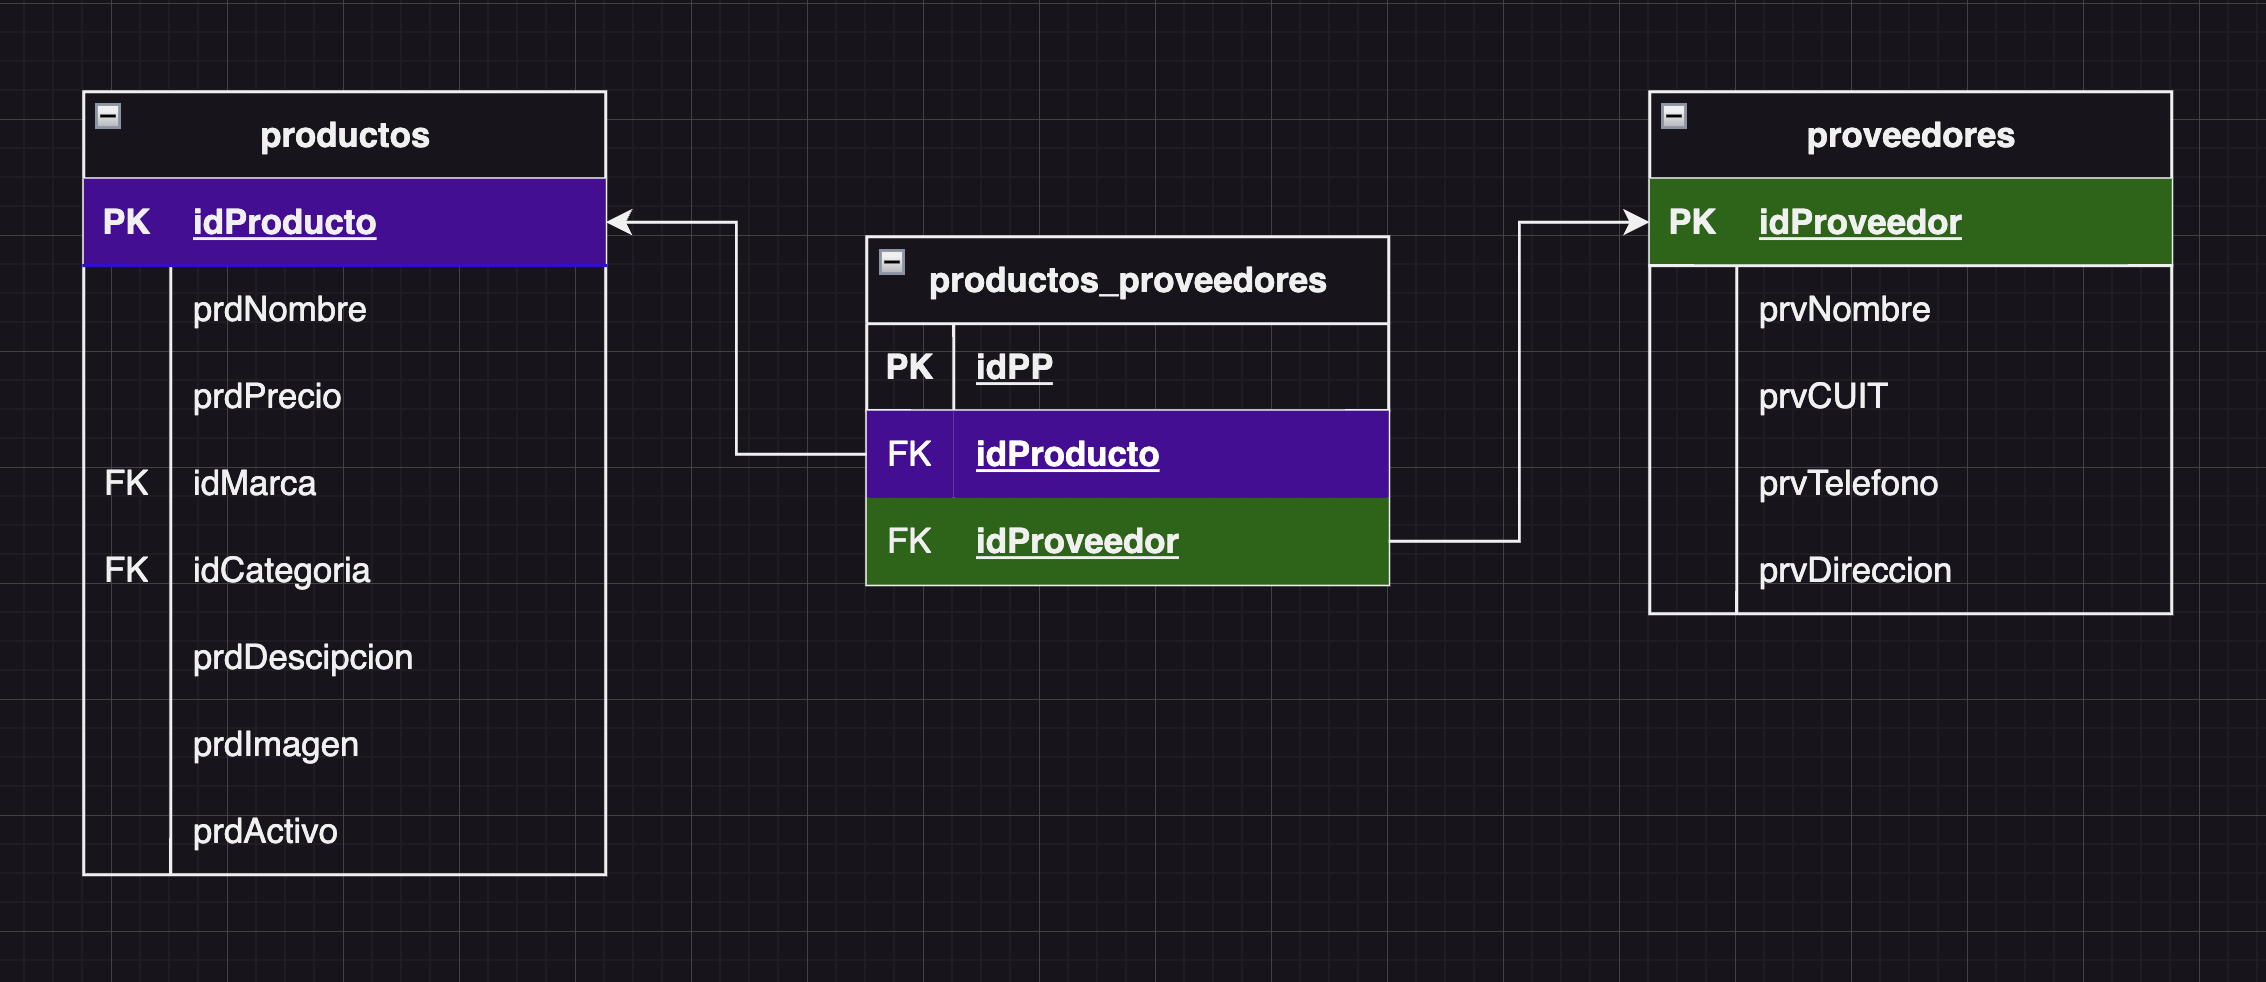 productos
PK idProducto
prdNombre
prdPrecio
FK idMarca
FK idCategoria
prdDescipcion
prdImagen
prdActivo
productos_proveedores
PK idPP
FK idProducto
FK idProveedor
proveedores
PK idProveedor
prvNombre
prvCUIT
prvTelefono
prvDireccion